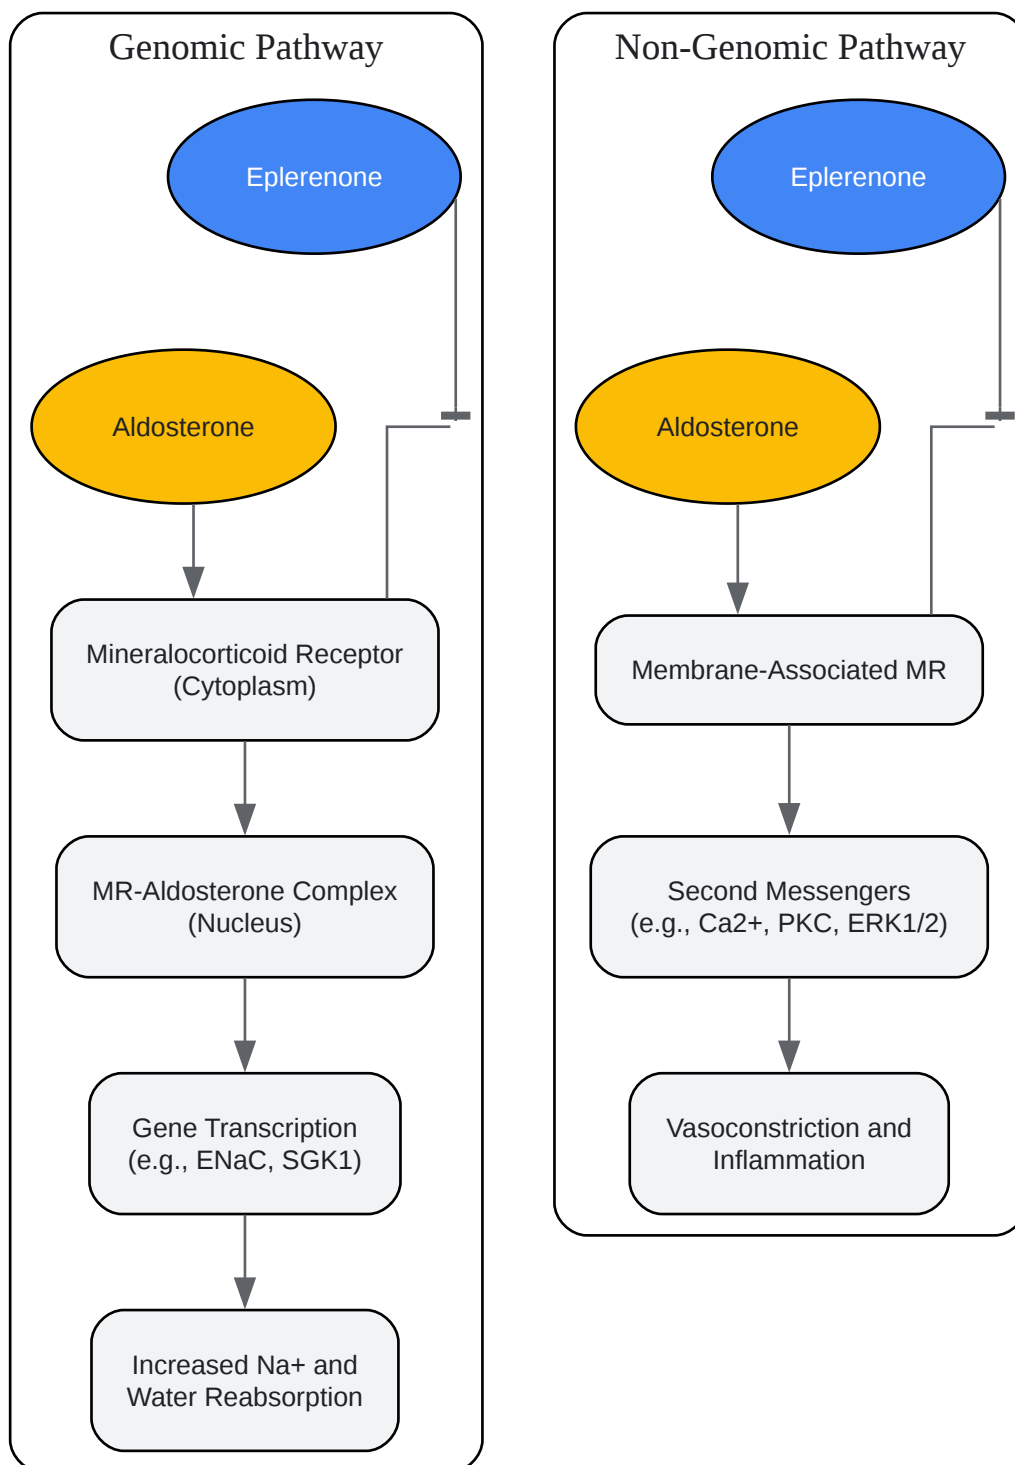 Genomic Pathway
Eplerenone
Aldosterone
Mineralocorticoid Receptor
(Cytoplasm)
MR-Aldosterone Complex
(Nucleus)
Gene Transcription
(e.g., ENaC, SGK1)
Increased Na+ and
Water Reabsorption
Non-Genomic Pathway
Eplerenone
Aldosterone
Membrane-Associated MR
Second Messengers
(e.g., Ca2+, PKC, ERK1/2)
Vasoconstriction and
Inflammation